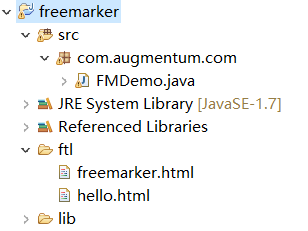 freemarker
src
com.augmentum.com
FMDemo.java
JRE System Library [JavaSE-1.7]
Referenced Libraries
ftl
freemarker.html
hello.html
lib